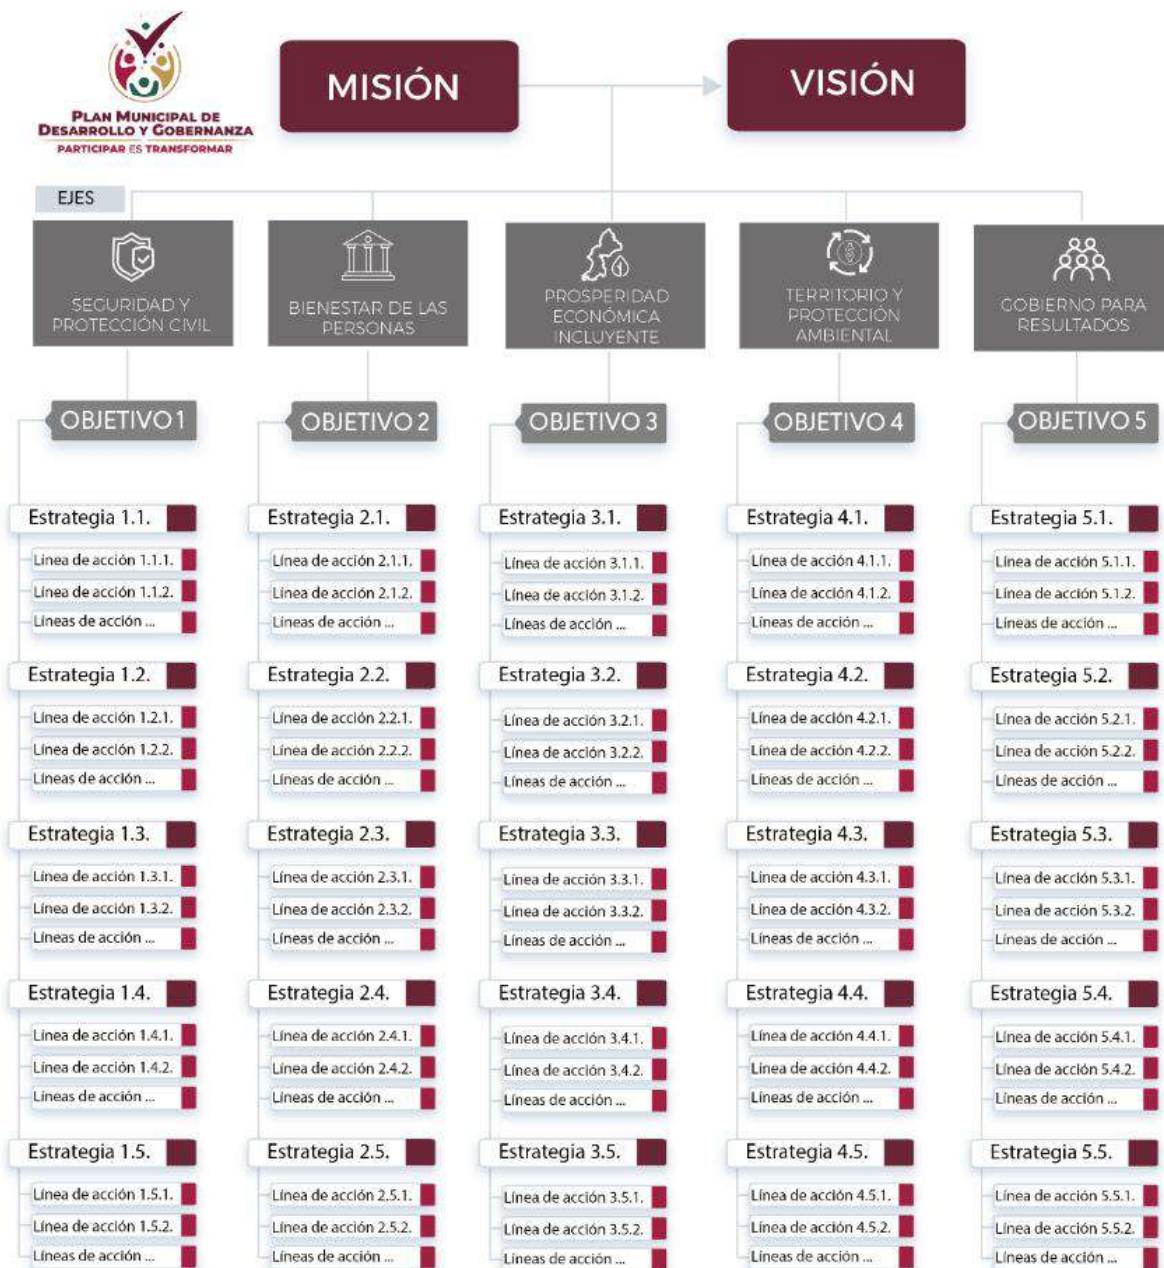 PLAN MUNICIPAL DE
DESARROLLO Y GOBERNANZA
PARTICIPAR ES TRANSFORMAR
MISIÓN
VISIÓN
EJES
SEGURIDAD Y
PROTECCIÓN CIVIL
BIENESTAR DE LAS
PERSONAS
PROSPERIDAD
ECONÓMICA
INCLUYENTE
TERRITORIO Y
PROTECCIÓN
AMBIENTAL
GOBIERNO PARA
RESULTADOS
OBJETIVO 1
Estrategia 1.1.
Línea de acción 1.1.1.
Línea de acción 1.1.2.
Líneas de acción ...
Estrategia 1.2.
Línea de acción 1.2.1.
Línea de acción 1.2.2.
Líneas de acción ...
Estrategia 1.3.
Línea de acción 1.3.1.
Línea de acción 1.3.2.
Líneas de acción ...
Estrategia 1.4.
Línea de acción 1.4.1.
Línea de acción 1.4.2.
Líneas de acción ...
Estrategia 1.5.
Línea de acción 1.5.1.
Línea de acción 1.5.2.
Líneas de acción ...
OBJETIVO 2
Estrategia 2.1.
Línea de acción 2.1.1.
Línea de acción 2.1.2.
Líneas de acción ...
Estrategia 2.2.
Línea de acción 2.2.1.
Línea de acción 2.2.2.
Líneas de acción ...
Estrategia 2.3.
Línea de acción 2.3.1.
Línea de acción 2.3.2.
Líneas de acción ...
Estrategia 2.4.
Línea de acción 2.4.1.
Línea de acción 2.4.2.
Líneas de acción ...
Estrategia 2.5.
Línea de acción 2.5.1.
Línea de acción 2.5.2.
Líneas de acción ...
OBJETIVO 3
Estrategia 3.1.
Línea de acción 3.1.1.
Línea de acción 3.1.2.
Líneas de acción ...
Estrategia 3.2.
Línea de acción 3.2.1.
Línea de acción 3.2.2.
Líneas de acción ...
Estrategia 3.3.
Línea de acción 3.3.1.
Línea de acción 3.3.2.
Líneas de acción ...
Estrategia 3.4.
Línea de acción 3.4.1.
Línea de acción 3.4.2.
Líneas de acción ...
Estrategia 3.5.
Línea de acción 3.5.1.
Línea de acción 3.5.2.
Líneas de acción ...
OBJETIVO 4
Estrategia 4.1.
Línea de acción 4.1.1.
Línea de acción 4.1.2.
Líneas de acción ...
Estrategia 4.2.
Línea de acción 4.2.1.
Línea de acción 4.2.2.
Líneas de acción ...
Estrategia 4.3.
Línea de acción 4.3.1.
Línea de acción 4.3.2.
Líneas de acción ...
Estrategia 4.4.
Línea de acción 4.4.1.
Línea de acción 4.4.2.
Líneas de acción ...
Estrategia 4.5.
Línea de acción 4.5.1.
Línea de acción 4.5.2.
Líneas de acción ...
OBJETIVO 5
Estrategia 5.1.
Línea de acción 5.1.1.
Línea de acción 5.1.2.
Líneas de acción ...
Estrategia 5.2.
Línea de acción 5.2.1.
Línea de acción 5.2.2.
Líneas de acción ...
Estrategia 5.3.
Línea de acción 5.3.1.
Línea de acción 5.3.2.
Líneas de acción ...
Estrategia 5.4.
Línea de acción 5.4.1.
Línea de acción 5.4.2.
Líneas de acción ...
Estrategia 5.5.
Línea de acción 5.5.1.
Línea de acción 5.5.2.
Líneas de acción ...